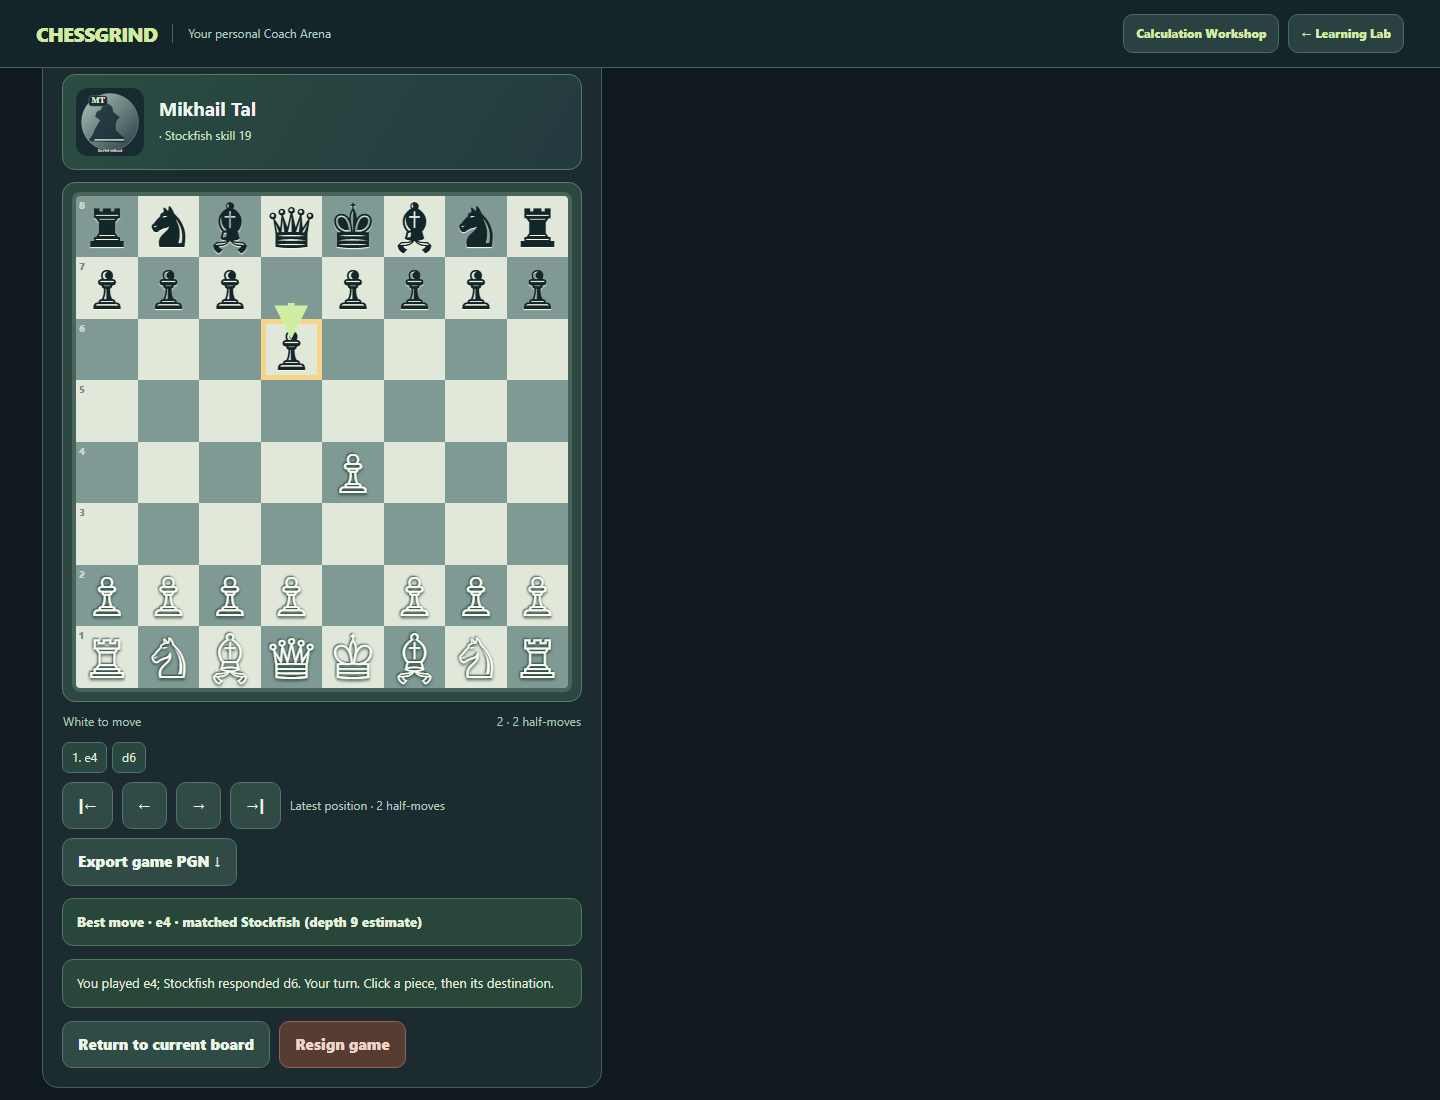 CHESSGRIND
Your personal Coach Arena
Calculation Workshop
← Learning Lab
MT
Mikhail Tal
· Stockfish skill 19
8
7
6
5
4
3
2
1
White to move
2 · 2 half-moves
1. e4
d6
|←
←
→
→|
Latest position · 2 half-moves
Export game PGN ↓
Best move · e4 · matched Stockfish (depth 9 estimate)
You played e4; Stockfish responded d6. Your turn. Click a piece, then its destination.
Return to current board
Resign game